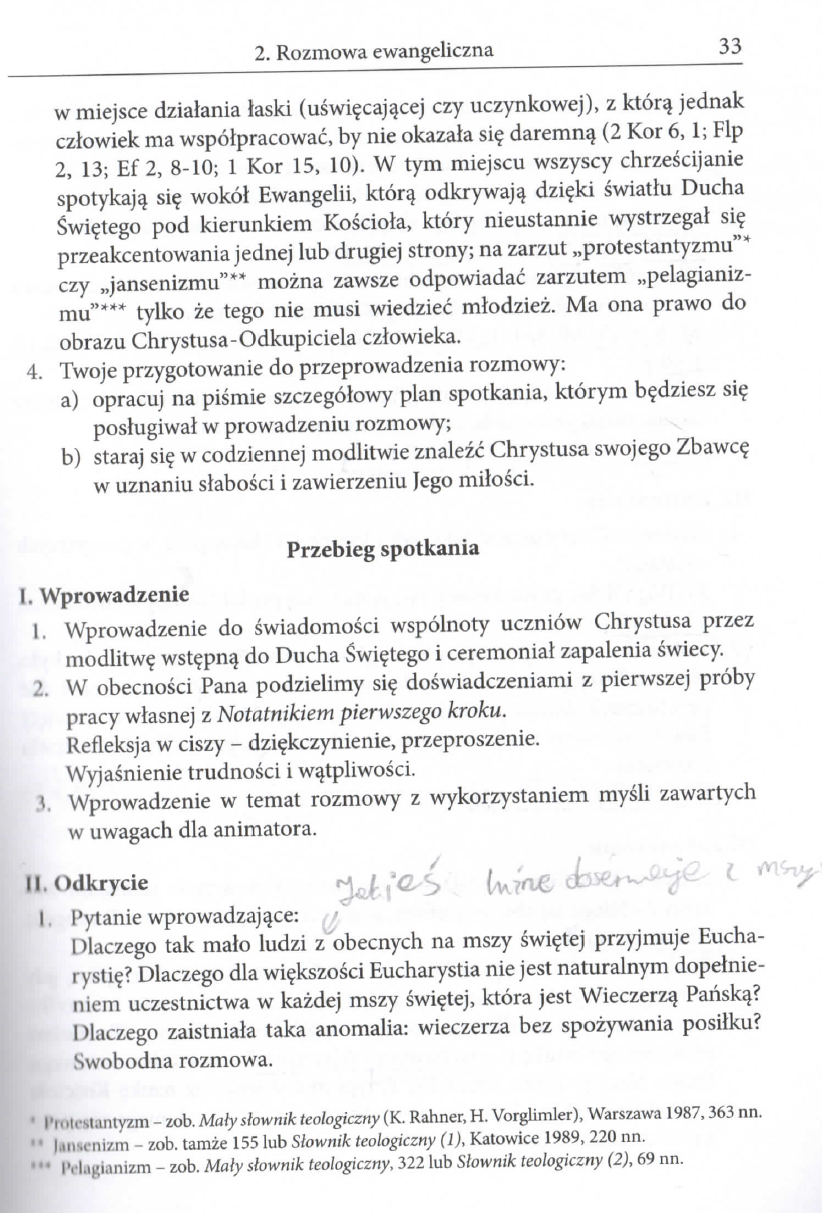 2. Rozmowa ewangeliczna 33
w miejsce działania łaski (uświęcającej czy uczynkowej), z którą jednak
człowiek ma współpracować, by nie okazała się daremną (2 Kor 6, 1; Flp
2, 13; Ef 2, 8-10; 1 Kor 15, 10). W tym miejscu wszyscy chrześcijanie
spotykają się wokół Ewangelii, którą odkrywają dzięki światłu Ducha
Świętego pod kierunkiem Kościoła, który nieustannie wystrzegał się
przeakcentowania jednej lub drugiej strony; na zarzut „protestantyzmu”*
czy „jansenizmu”** można zawsze odpowiadać zarzutem „pelagianiz-
mu”*** tylko że tego nie musi wiedzieć młodzież. Ma ona prawo do
obrazu Chrystusa-Odkupiciela człowieka.
4. Twoje przygotowanie do przeprowadzenia rozmowy:
a) opracuj na piśmie szczegółowy plan spotkania, którym będziesz się
posługiwał w prowadzeniu rozmowy;
b) staraj się w codziennej modlitwie znaleźć Chrystusa swojego Zbawcę
w uznaniu słabości i zawierzeniu Jego miłości.
Przebieg spotkania
I. Wprowadzenie
1. Wprowadzenie do świadomości wspólnoty uczniów Chrystusa przez
modlitwę wstępną do Ducha Świętego i ceremoniał zapalenia świecy.
2. W obecności Pana podzielimy się doświadczeniami z pierwszej próby
pracy własnej z Notatnikiem pierwszego kroku.
Refleksja w ciszy – dziękczynienie, przeproszenie.
Wyjaśnienie trudności i wątpliwości.
3. Wprowadzenie w temat rozmowy z wykorzystaniem myśli zawartych
w uwagach dla animatora.
II. Odkrycie
Jakieś inne z mszy
1. Pytanie wprowadzające:
Dlaczego tak mało ludzi z obecnych na mszy świętej przyjmuje Eucha-
rystię? Dlaczego dla większości Eucharystia nie jest naturalnym dopełnie-
niem uczestnictwa w każdej mszy świętej, która jest Wieczerzą Pańską?
Dlaczego zaistniała taka anomalia: wieczerza bez spożywania posiłku?
Swobodna rozmowa.
* Protestantyzm – zob. Mały słownik teologiczny (K. Rahner, H. Vorglimler), Warszawa 1987, 363 nn.
** Jansenizm – zob. tamże 155 lub Słownik teologiczny (1), Katowice 1989, 220 nn.
*** Pelagianizm – zob. Mały słownik teologiczny, 322 lub Słownik teologiczny (2), 69 nn.